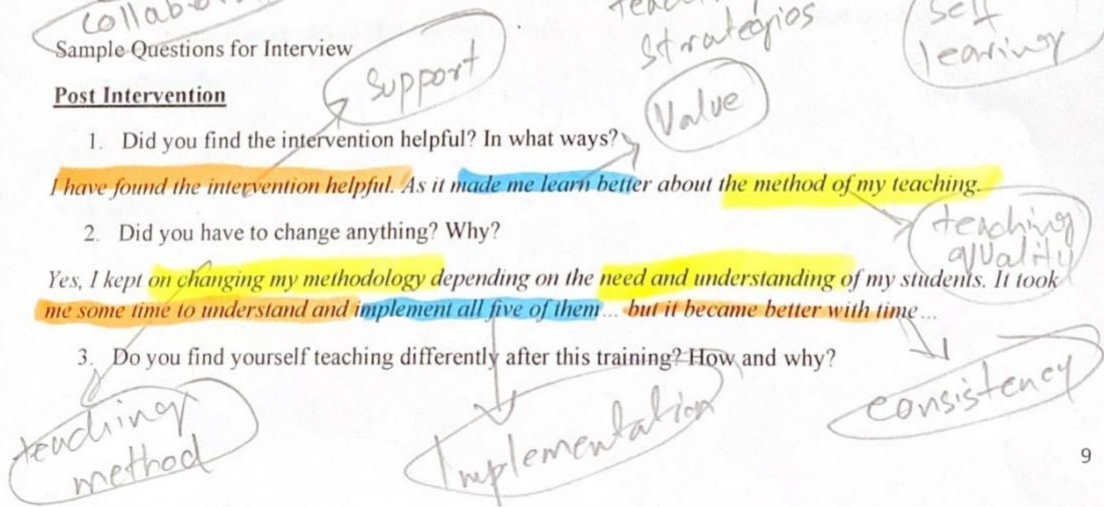 Strategies
Self
learing
Sample Questions for Interview
Support
Value
Post Intervention
1. Did you find the intervention helpful? In what ways?
I have found the intervention helpful. As it made me learn better about the method of my teaching.
2. Did you have to change anything? Why?
teaching
quality
Yes, I kept on changing my methodology depending on the need and understanding of my students. It took
me some time to understand and implement all five of them... but it became better with time...
3. Do you find yourself teaching differently after this training? How and why?
consistency
teaching
method
Implementation
9